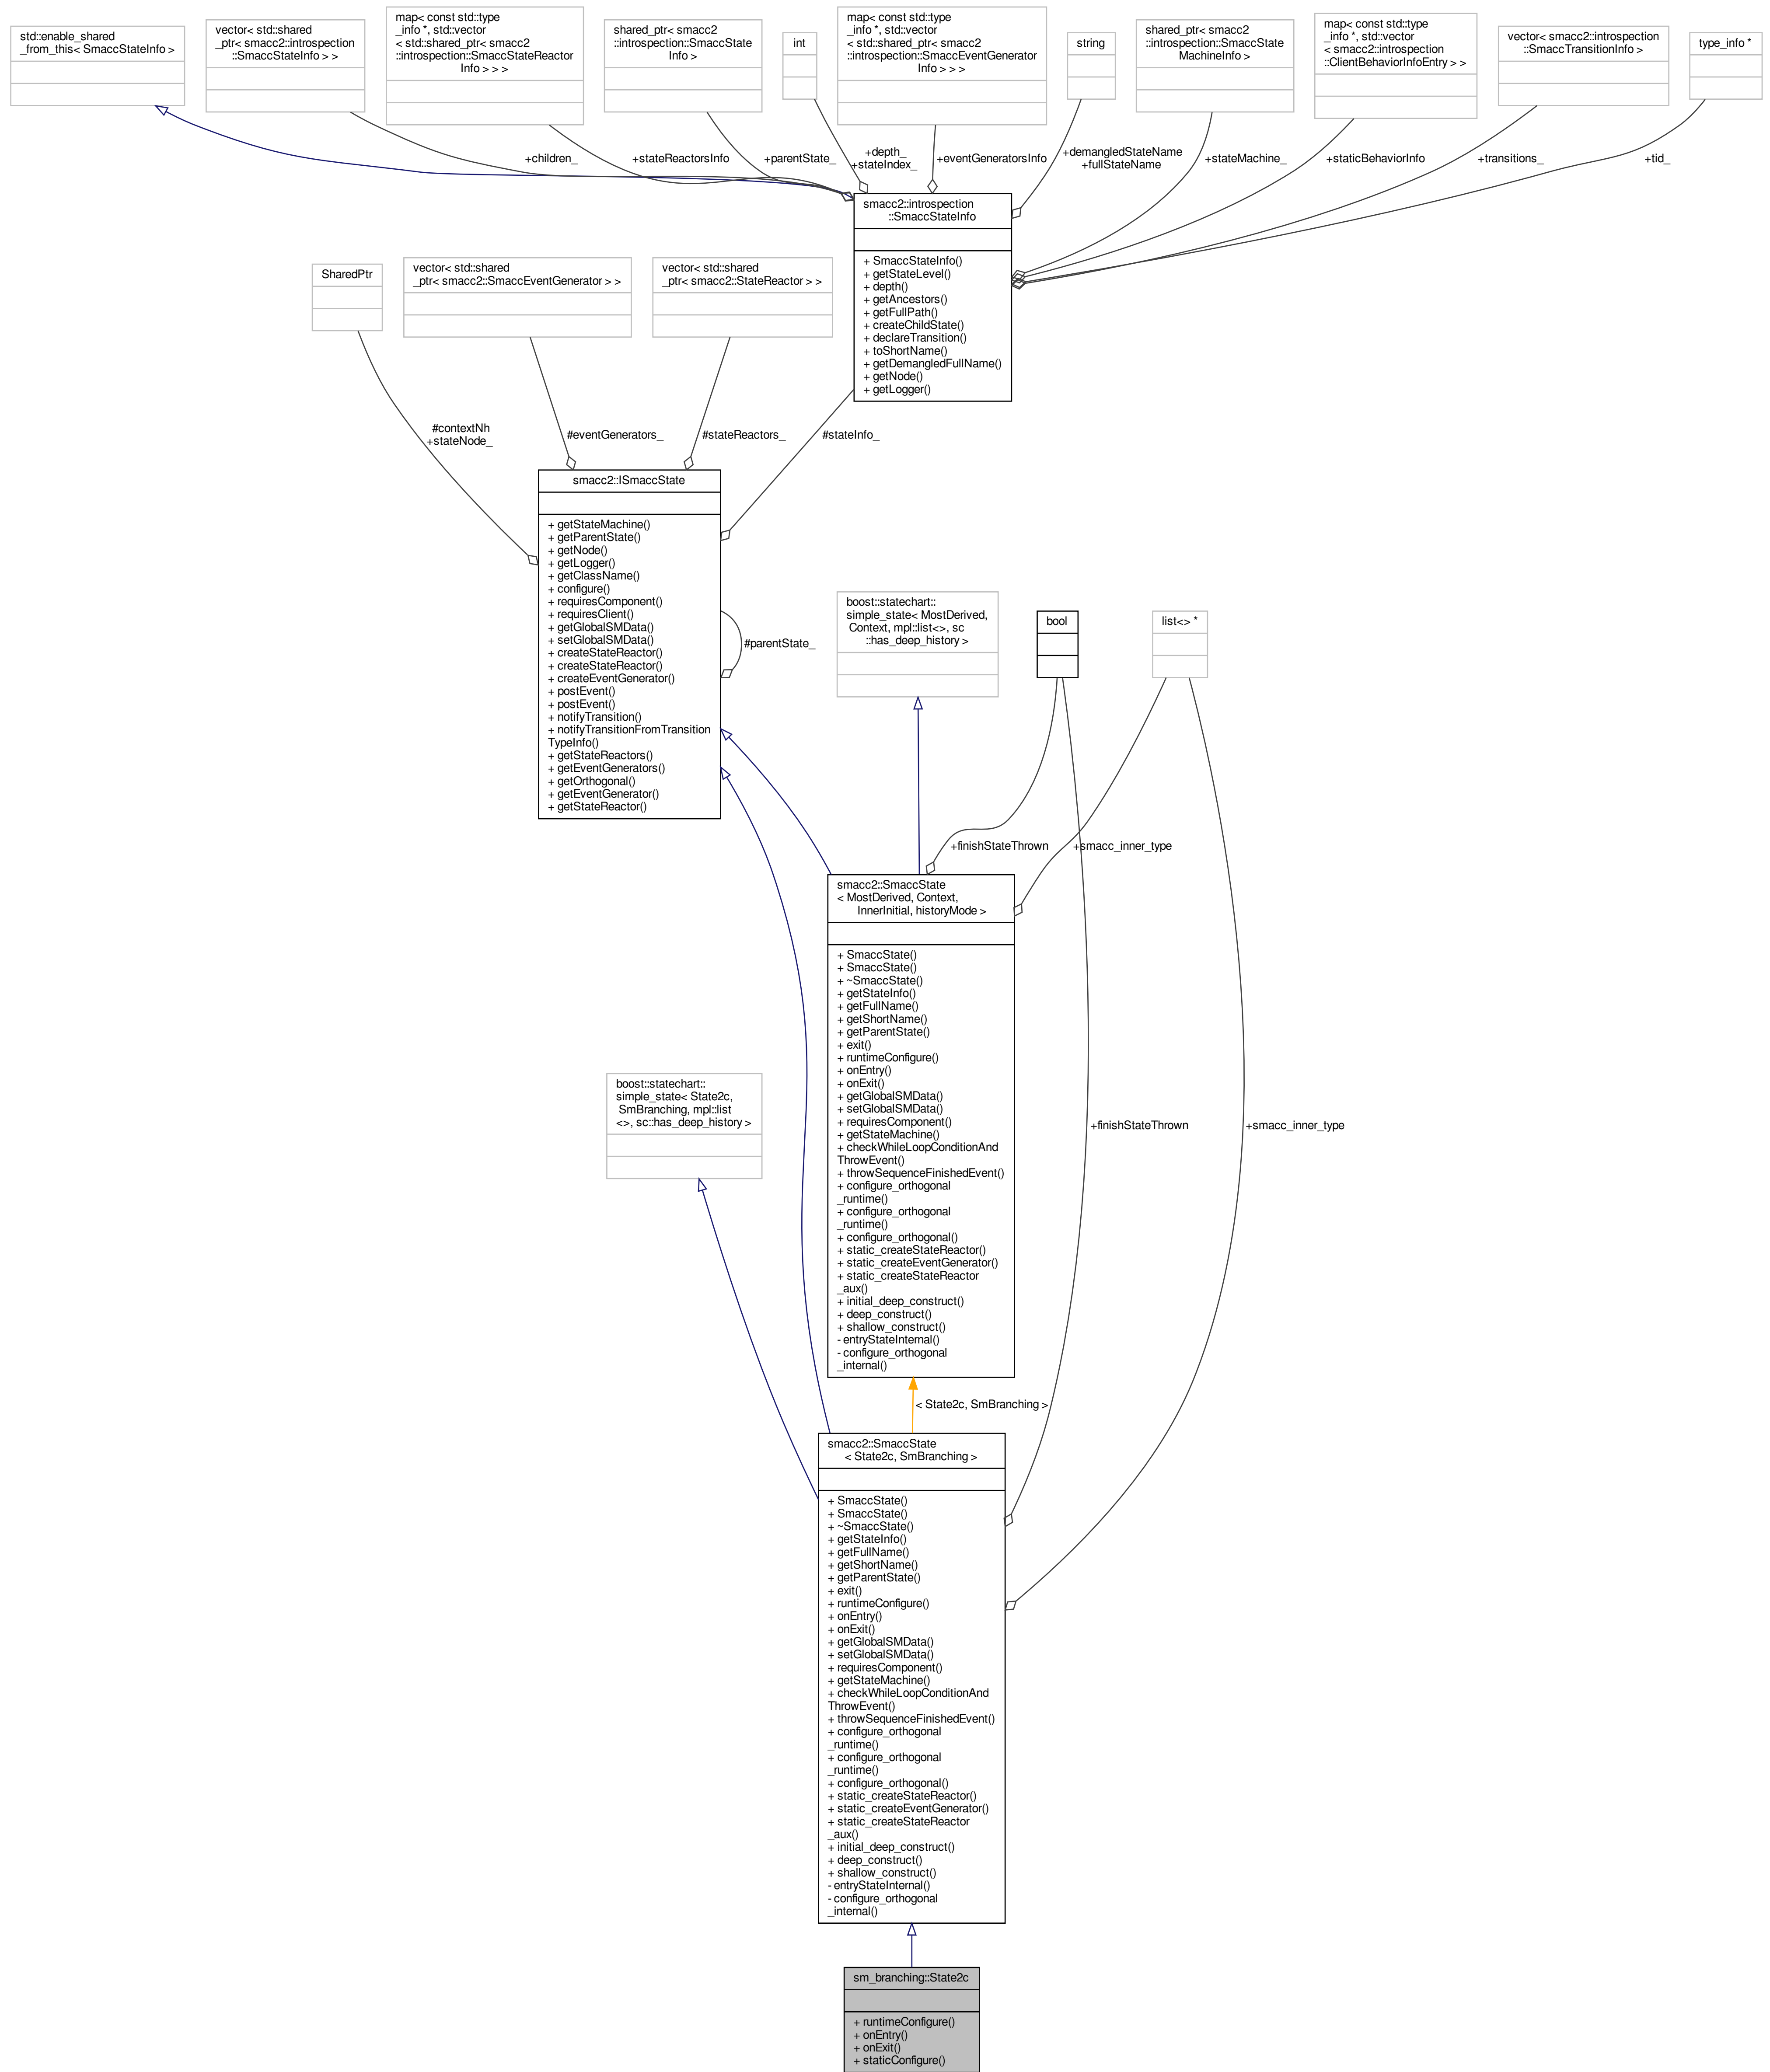 std::enable_shared
_from_this< SmaccStateInfo >
vector< std::shared
_ptr< smacc2::introspection
::SmaccStateInfo > >
map< const std::type
_info *, std::vector
< std::shared_ptr< smacc2
::introspection::SmaccStateReactor
Info > > >
shared_ptr< smacc2
::introspection::SmaccState
Info >
int
map< const std::type
_info *, std::vector
< std::shared_ptr< smacc2
::introspection::SmaccEventGenerator
Info > > >
string
shared_ptr< smacc2
::introspection::SmaccState
MachineInfo >
map< const std::type
_info *, std::vector
< smacc2::introspection
::ClientBehaviorInfoEntry > >
vector< smacc2::introspection
::SmaccTransitionInfo >
type_info *
+children_
+stateReactorsInfo
+parentState_
+depth_
+stateIndex_
+eventGeneratorsInfo
+demangledStateName
+fullStateName
+stateMachine_
+staticBehaviorInfo
+transitions_
+tid_
smacc2::introspection
::SmaccStateInfo
+ SmaccStateInfo()
+ getStateLevel()
+ depth()
+ getAncestors()
+ getFullPath()
+ createChildState()
+ declareTransition()
+ toShortName()
+ getDemangledFullName()
+ getNode()
+ getLogger()
SharedPtr
vector< std::shared
_ptr< smacc2::SmaccEventGenerator > >
vector< std::shared
_ptr< smacc2::StateReactor > >
#contextNh
+stateNode_
#eventGenerators_
#stateReactors_
#stateInfo_
smacc2::ISmaccState
+ getStateMachine()
+ getParentState()
+ getNode()
+ getLogger()
+ getClassName()
+ configure()
+ requiresComponent()
+ requiresClient()
+ getGlobalSMData()
+ setGlobalSMData()
+ createStateReactor()
+ createStateReactor()
+ createEventGenerator()
+ postEvent()
+ postEvent()
+ notifyTransition()
+ notifyTransitionFromTransition
TypeInfo()
+ getStateReactors()
+ getEventGenerators()
+ getOrthogonal()
+ getEventGenerator()
+ getStateReactor()
#parentState_
boost::statechart::
simple_state< MostDerived,
Context, mpl::list<>, sc
::has_deep_history >
bool
list<> *
+finishStateThrown
+smacc_inner_type
smacc2::SmaccState
< MostDerived, Context,
InnerInitial, historyMode >
+ SmaccState()
+ SmaccState()
+ ~SmaccState()
+ getStateInfo()
+ getFullName()
+ getShortName()
+ getParentState()
+ exit()
+ runtimeConfigure()
+ onEntry()
+ onExit()
+ getGlobalSMData()
+ setGlobalSMData()
+ requiresComponent()
+ getStateMachine()
+ checkWhileLoopConditionAnd
ThrowEvent()
+ throwSequenceFinishedEvent()
+ configure_orthogonal
_runtime()
+ configure_orthogonal
_runtime()
+ configure_orthogonal()
+ static_createStateReactor()
+ static_createEventGenerator()
+ static_createStateReactor
_aux()
+ initial_deep_construct()
+ deep_construct()
+ shallow_construct()
- entryStateInternal()
- configure_orthogonal
_internal()
boost::statechart::
simple_state< State2c,
SmBranching, mpl::list
<>, sc::has_deep_history >
+finishStateThrown
+smacc_inner_type
< State2c, SmBranching >
smacc2::SmaccState
< State2c, SmBranching >
+ SmaccState()
+ SmaccState()
+ ~SmaccState()
+ getStateInfo()
+ getFullName()
+ getShortName()
+ getParentState()
+ exit()
+ runtimeConfigure()
+ onEntry()
+ onExit()
+ getGlobalSMData()
+ setGlobalSMData()
+ requiresComponent()
+ getStateMachine()
+ checkWhileLoopConditionAnd
ThrowEvent()
+ throwSequenceFinishedEvent()
+ configure_orthogonal
_runtime()
+ configure_orthogonal
_runtime()
+ configure_orthogonal()
+ static_createStateReactor()
+ static_createEventGenerator()
+ static_createStateReactor
_aux()
+ initial_deep_construct()
+ deep_construct()
+ shallow_construct()
- entryStateInternal()
- configure_orthogonal
_internal()
sm_branching::State2c
+ runtimeConfigure()
+ onEntry()
+ onExit()
+ staticConfigure()